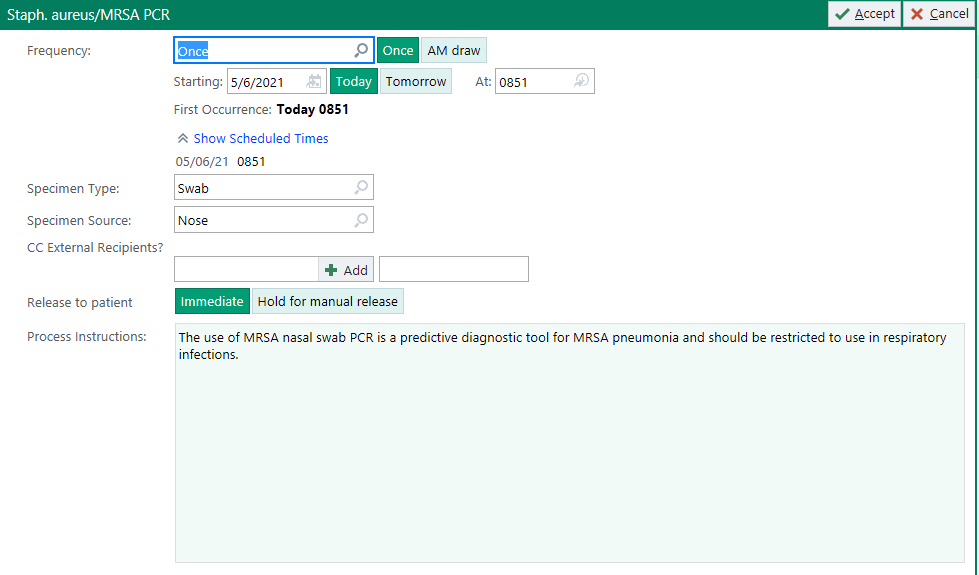 Staph. aureus/MRSA PCR Accept Cancel
Frequency: Once Once AM draw
Starting: 5/6/2021 Today Tomorrow At: 0851
First Occurrence: Today 0851
Show Scheduled Times
05/06/21 0851
Specimen Type: Swab
Specimen Source: Nose
CC External Recipients?
Add
Release to patient Immediate Hold for manual release
Process Instructions: The use of MRSA nasal swab PCR is a predictive diagnostic tool for MRSA pneumonia and should be restricted to use in respiratory
infections.